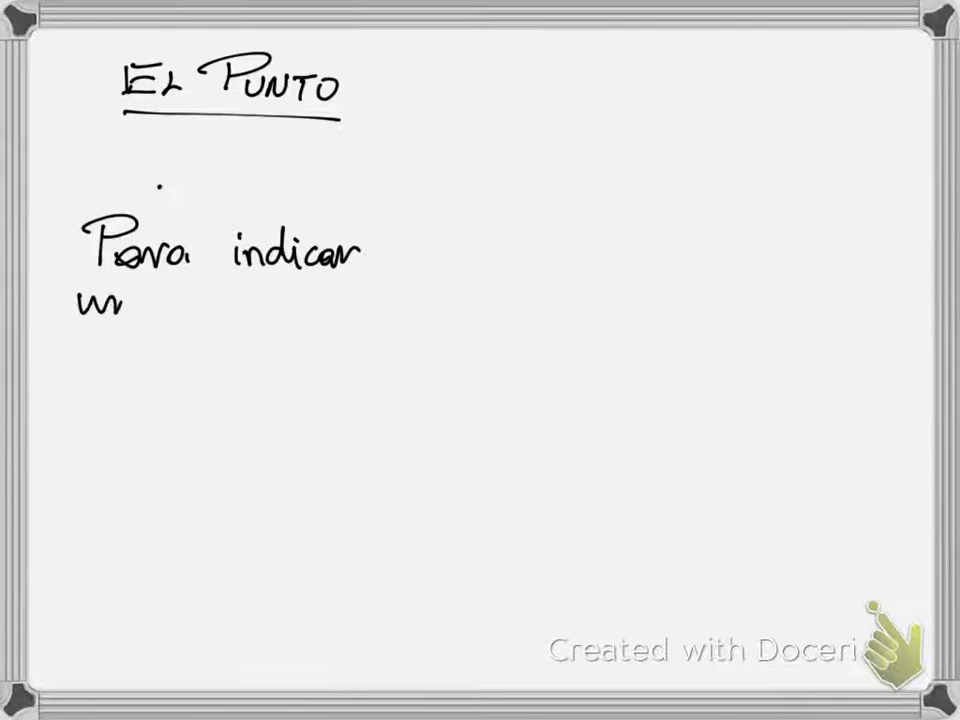 EL PUNTO
.
Para indicar
un
Created with Doceri